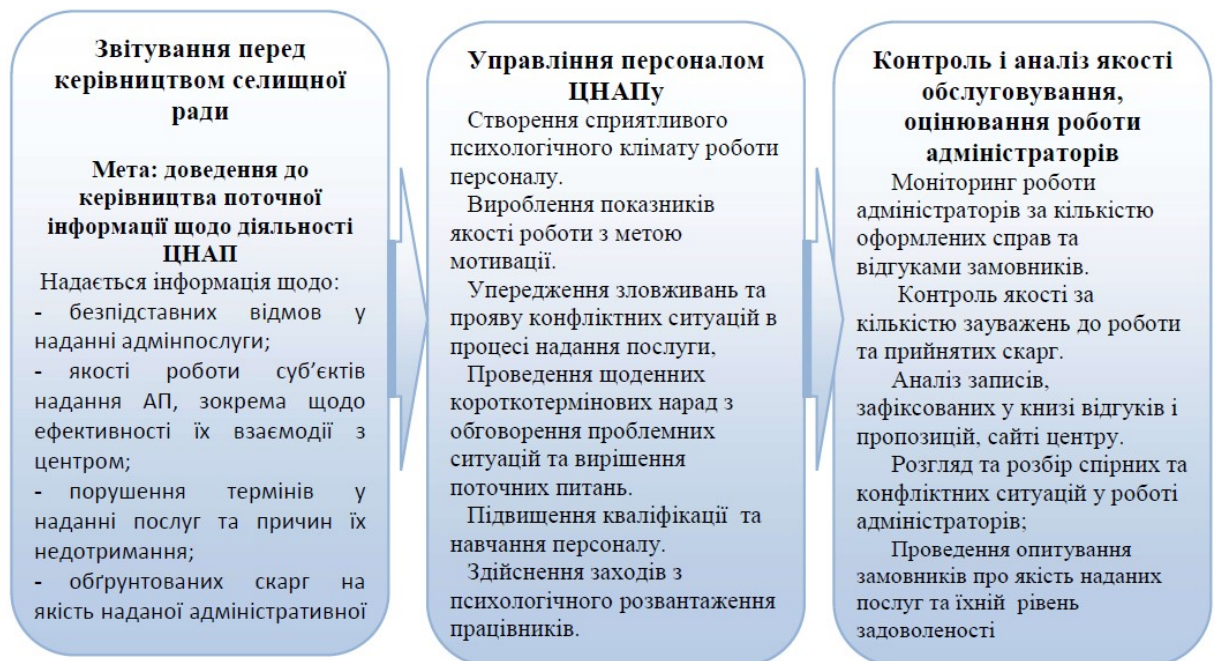 Звітування перед
керівництвом селищної
ради
Мета: доведення до
керівництва поточної
інформації щодо діяльності
ЦНАП
Надається інформація щодо:
- безпідставних відмов у
наданні адмінпослуги;
- якості роботи суб’єктів
надання АП, зокрема щодо
ефективності їх взаємодії з
центром;
- порушення термінів у
наданні послуг та причин їх
недотримання;
- обґрунтованих скарг на
якість наданої адміністративної
Управління персоналом
ЦНАПу
Створення сприятливого
психологічного клімату роботи
персоналу.
Вироблення показників
якості роботи з метою
мотивації.
Упередження зловживань та
прояву конфліктних ситуацій в
процесі надання послуги,
Проведення щоденних
короткотермінових нарад з
обговорення проблемних
ситуацій та вирішення
поточних питань.
Підвищення кваліфікації та
навчання персоналу.
Здійснення заходів з
психологічного розвантаження
працівників.
Контроль і аналіз якості
обслуговування,
оцінювання роботи
адміністраторів
Моніторинг роботи
адміністраторів за кількістю
оформлених справ та
відгуками замовників.
Контроль якості за
кількістю зауважень до роботи
та прийнятих скарг.
Аналіз записів,
зафіксованих у книзі відгуків і
пропозицій, сайті центру.
Розгляд та розбір спірних та
конфліктних ситуацій у роботі
адміністраторів;
Проведення опитування
замовників про якість наданих
послуг та їхній рівень
задоволеності